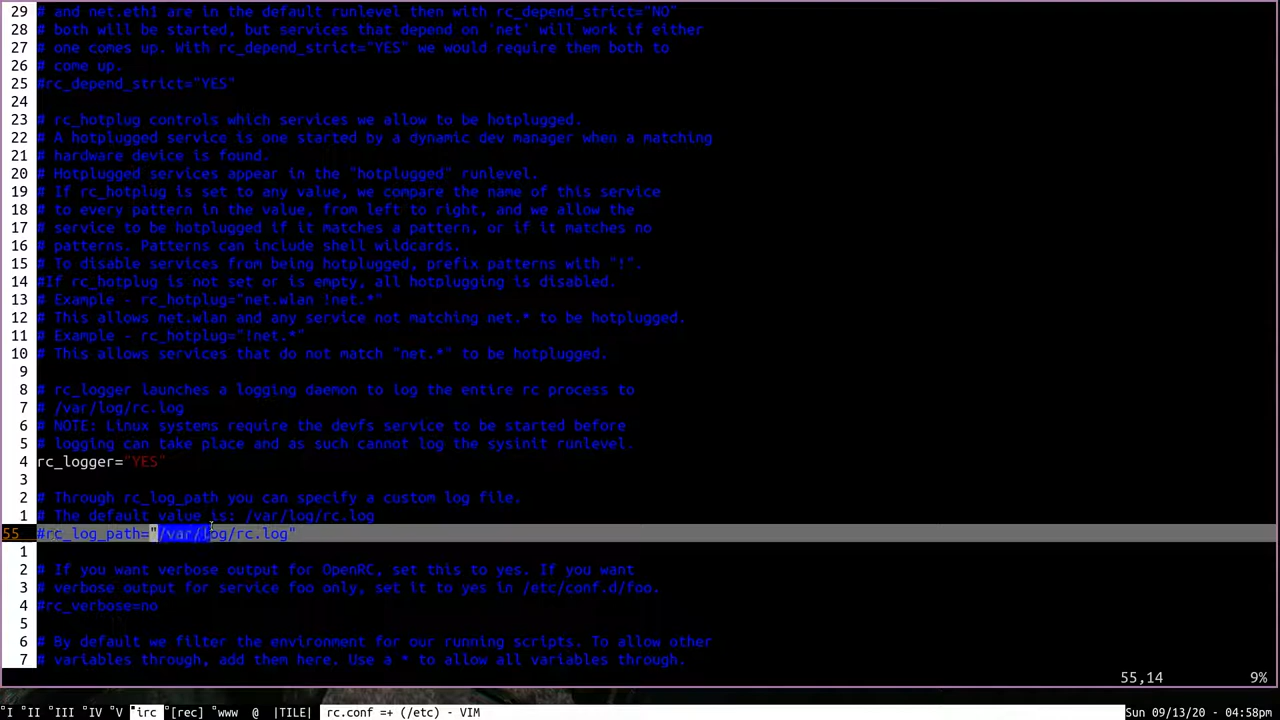 29 # and net.eth1 are in the default runlevel then with rc_depend_strict="NO"
28 # both will be started, but services that depend on 'net' will work if either
27 # one comes up. With rc_depend_strict="YES" we would require them both to
26 # come up.
25 #rc_depend_strict="YES"
24
23 # rc_hotplug controls which services we allow to be hotplugged.
22 # A hotplugged service is one started by a dynamic dev manager when a matching
21 # hardware device is found.
20 # Hotplugged services appear in the "hotplugged" runlevel.
19 # If rc_hotplug is set to any value, we compare the name of this service
18 # to every pattern in the value, from left to right, and we allow the
17 # service to be hotplugged if it matches a pattern, or if it matches no
16 # patterns. Patterns can include shell wildcards.
15 # To disable services from being hotplugged, prefix patterns with "!".
14 #If rc_hotplug is not set or is empty, all hotplugging is disabled.
13 # Example - rc_hotplug="net.wlan !net.*"
12 # This allows net.wlan and any service not matching net.* to be hotplugged.
11 # Example - rc_hotplug="!net.*"
10 # This allows services that do not match "net.*" to be hotplugged.
9
8 # rc_logger launches a logging daemon to log the entire rc process to
7 # /var/log/rc.log
6 # NOTE: Linux systems require the devfs service to be started before
5 # logging can take place and as such cannot log the sysinit runlevel.
4 rc_logger="YES"
3
2 # Through rc_log_path you can specify a custom log file.
1 # The default value is: /var/log/rc.log
55 #rc_log_path="/var/log/rc.log"
1
2 # If you want verbose output for OpenRC, set this to yes. If you want
3 # verbose output for service foo only, set it to yes in /etc/conf.d/foo.
4 #rc_verbose=no
5
6 # By default we filter the environment for our running scripts. To allow other
7 # variables through, add them here. Use a * to allow all variables through.
55,14 9%
°I °II °III °IV °V °irc °[rec] °www @ |TILE| rc.conf =+ (/etc) - VIM Sun 09/13/20 - 04:58pm